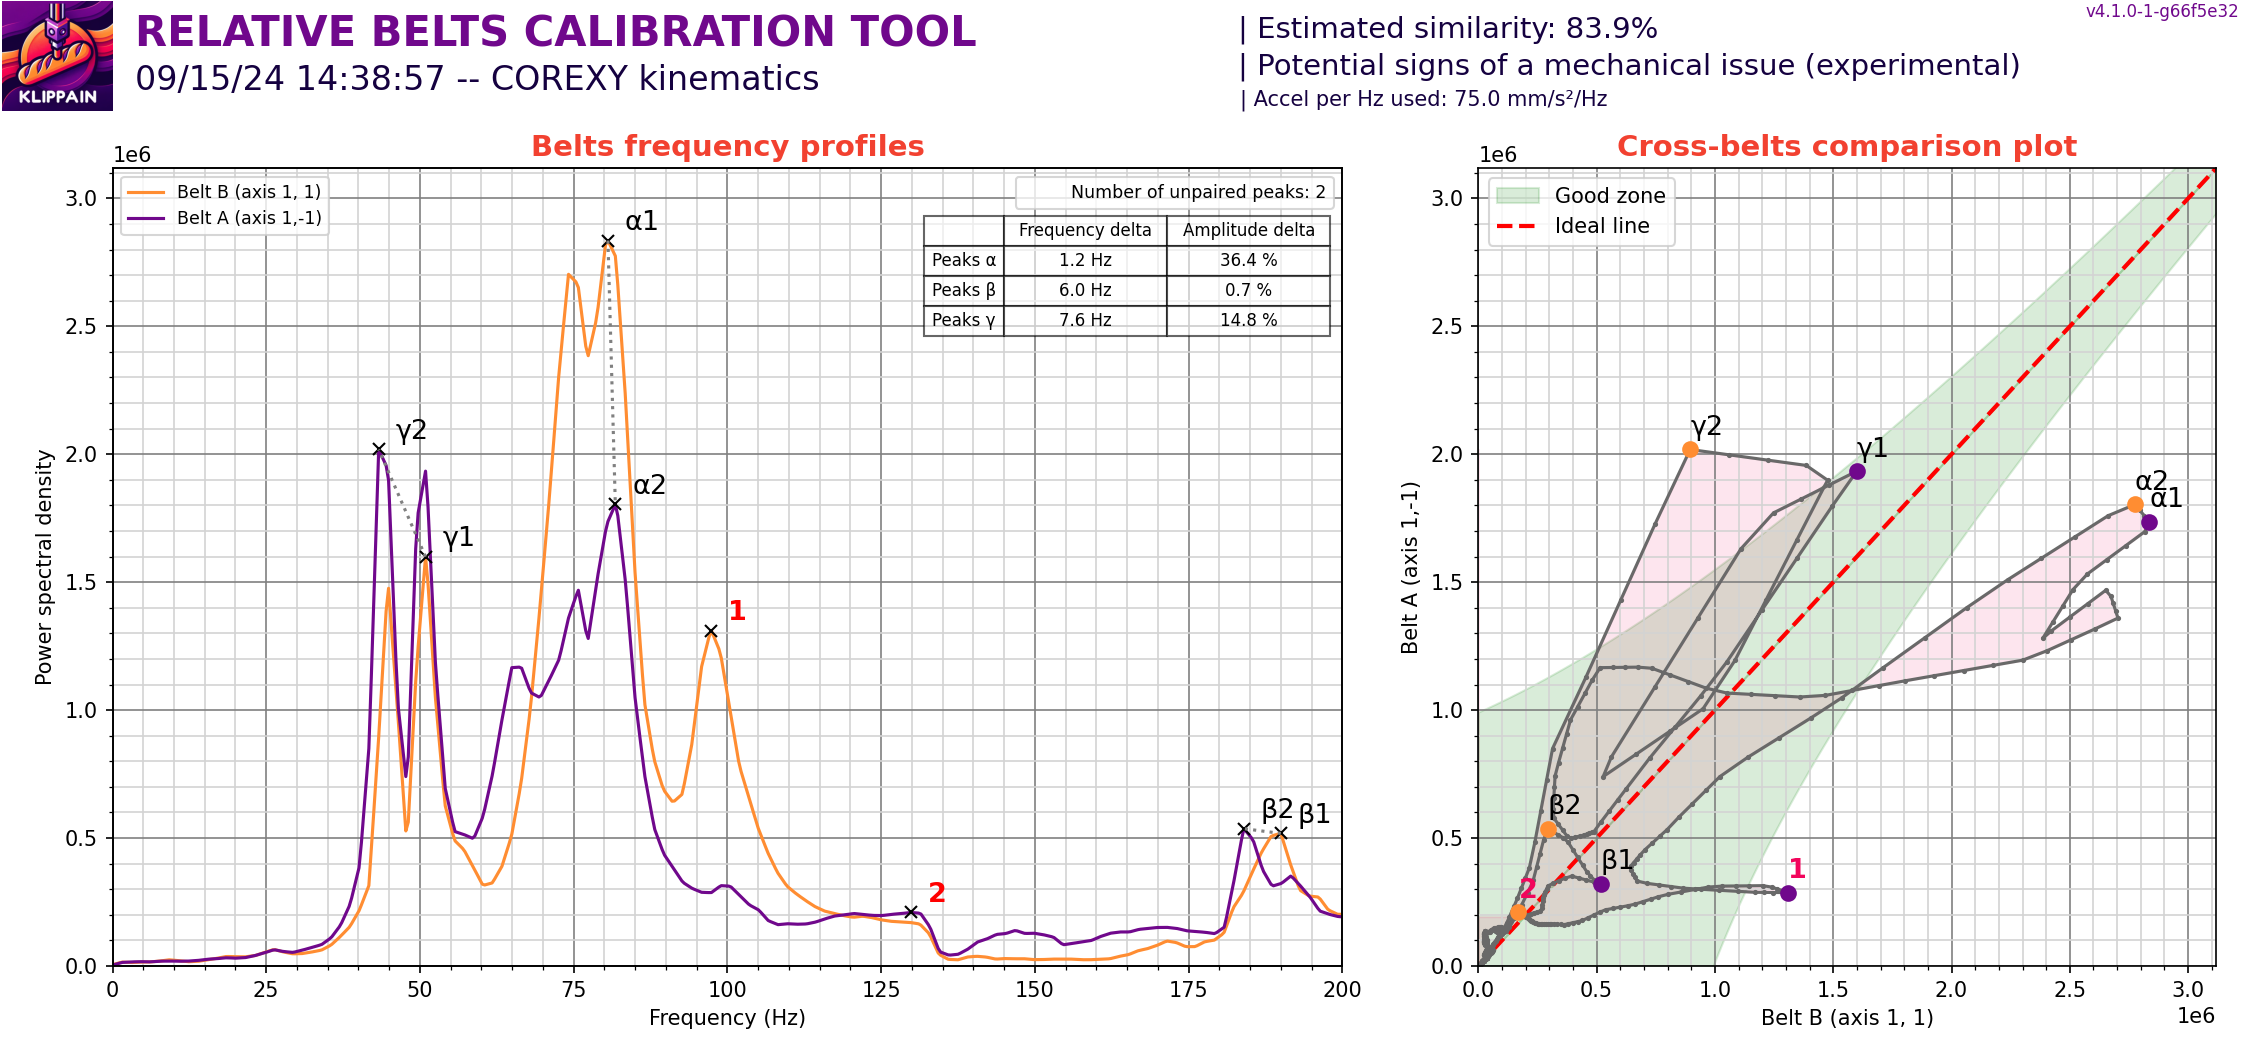 KLIPPAIN
RELATIVE BELTS CALIBRATION TOOL
09/15/24 14:38:57 -- COREXY kinematics
| Estimated similarity: 83.9%
| Potential signs of a mechanical issue (experimental)
| Accel per Hz used: 75.0 mm/s²/Hz
v4.1.0-1-g66f5e32
Belts frequency profiles
1e6
Belt B (axis 1, 1)
Belt A (axis 1,-1)
Number of unpaired peaks: 2
Frequency delta Amplitude delta
Peaks α 1.2 Hz 36.4 %
Peaks β 6.0 Hz 0.7 %
Peaks γ 7.6 Hz 14.8 %
α1
γ2
α2
γ1
1
β2 β1
2
3.0
2.5
2.0
1.5
1.0
0.5
0.0
Power spectral density
0 25 50 75 100 125 150 175 200
Frequency (Hz)
Cross-belts comparison plot
1e6
Good zone
Ideal line
γ2
γ1
α2
α1
β2
β1
1
2
3.0
2.5
2.0
1.5
1.0
0.5
0.0
Belt A (axis 1,-1)
0.0 0.5 1.0 1.5 2.0 2.5 3.0
Belt B (axis 1, 1)
1e6